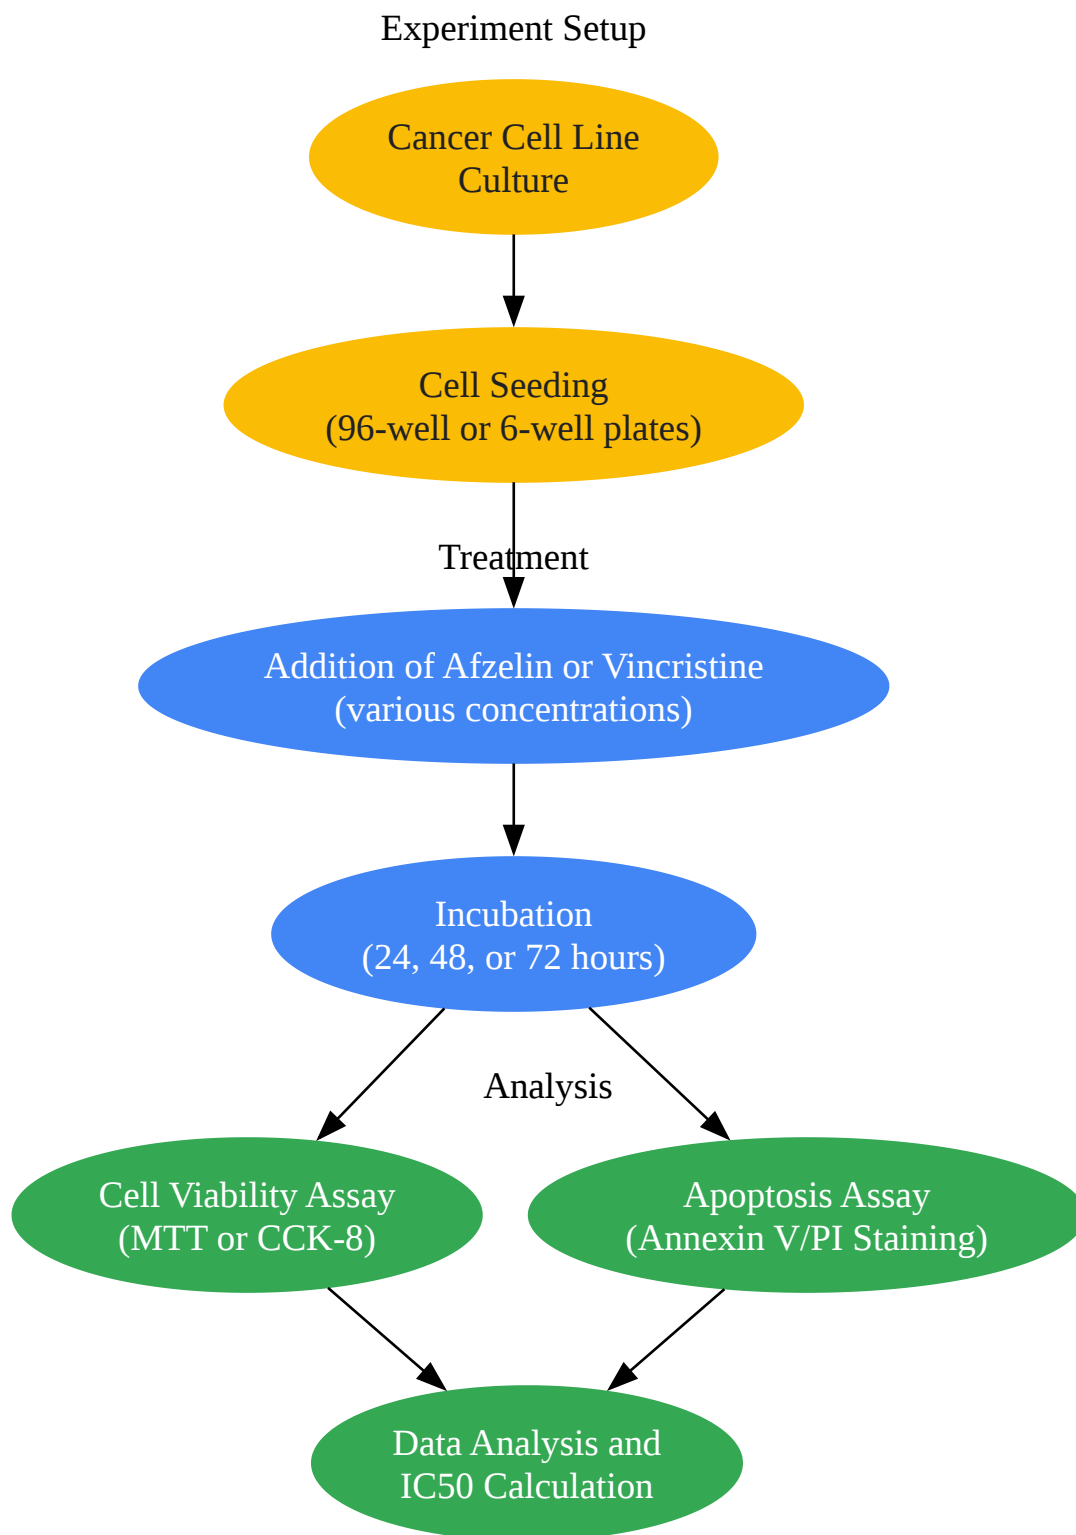 Experiment Setup
Cancer Cell Line
Culture
Cell Seeding
(96-well or 6-well plates)
Treatment
Addition of Afzelin or Vincristine
(various concentrations)
Incubation
(24, 48, or 72 hours)
Analysis
Cell Viability Assay
(MTT or CCK-8)
Apoptosis Assay
(Annexin V/PI Staining)
Data Analysis and
IC50 Calculation